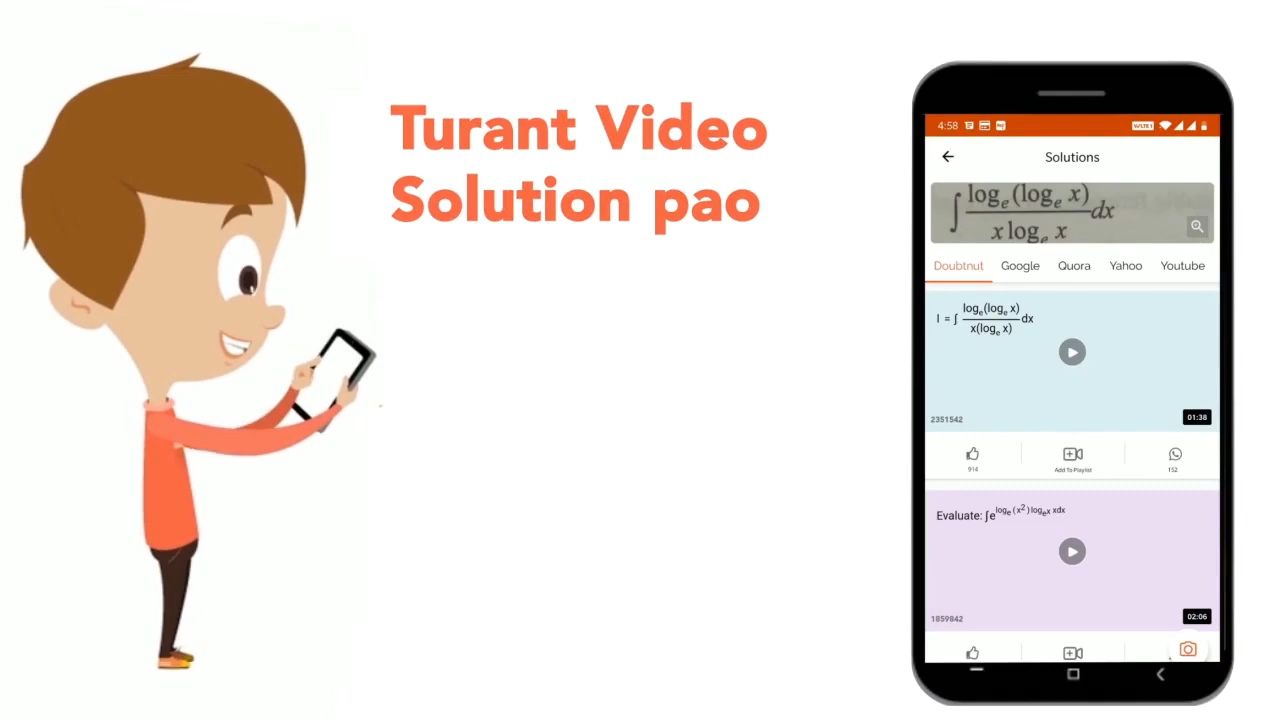 Turant Video
Solution pao
4:58
VoLTE1
Solutions
∫ logₑ(logₑ x) / x logₑ x dx
Doubtnut Google Quora Yahoo Youtube
I = ∫ logₑ(logₑ x) / x(logₑ x) dx
2351542 01:38
914 Add To Playlist 152
Evaluate: ∫e^logₑ(x²)logₑx xdx
1859842 02:06